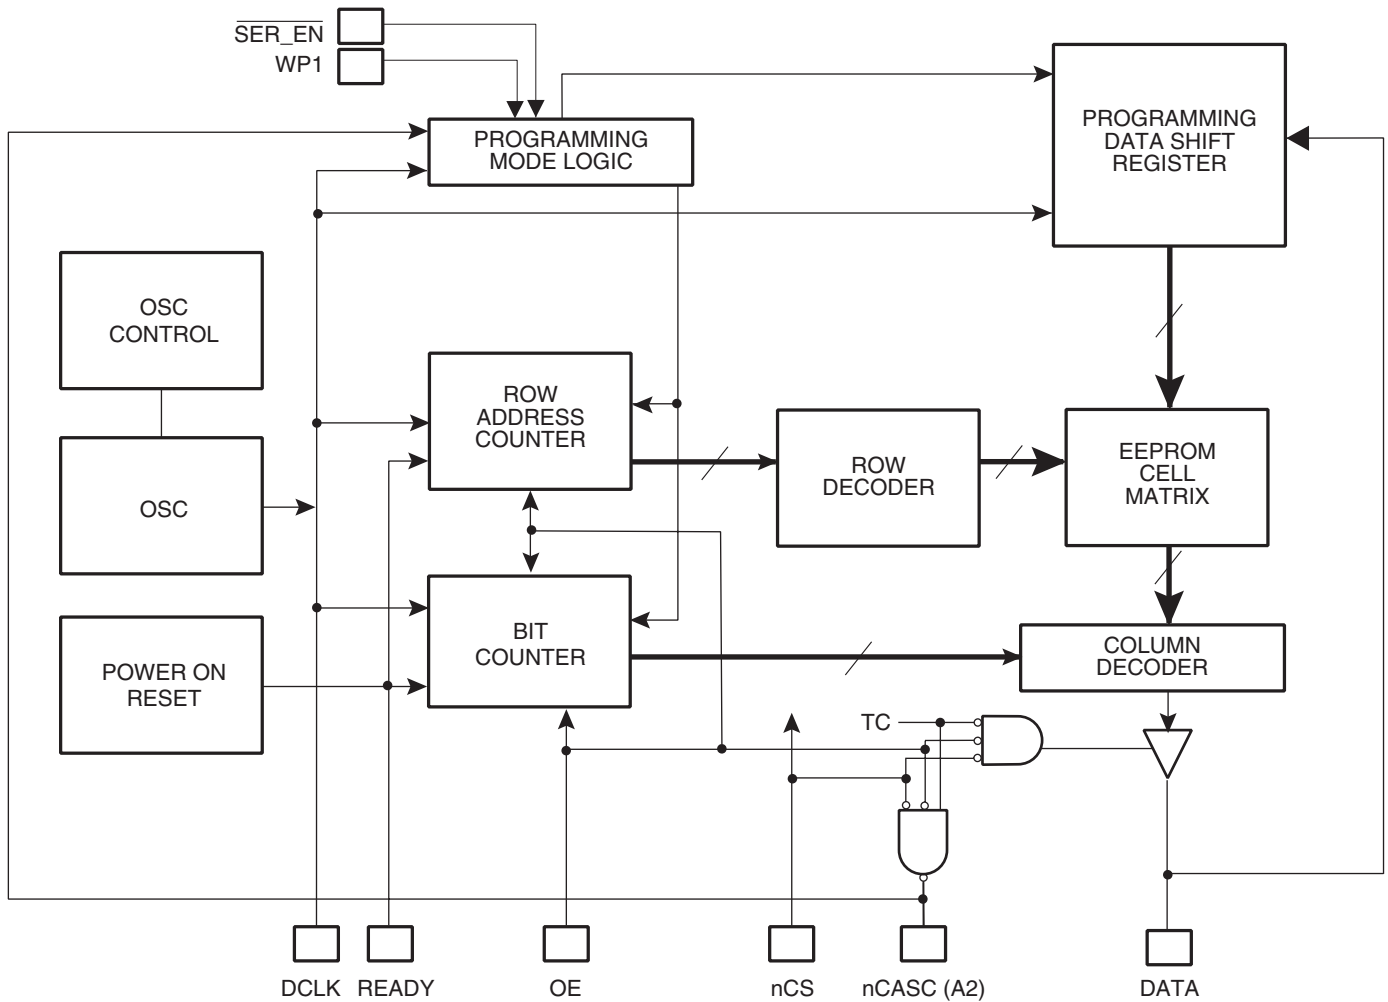 SER_EN
WP1
PROGRAMMING
MODE LOGIC
PROGRAMMING
DATA SHIFT
REGISTER
OSC
CONTROL
ROW
ADDRESS
COUNTER
ROW
DECODER
EEPROM
CELL
MATRIX
OSC
BIT
COUNTER
COLUMN
DECODER
POWER ON
RESET
TC
DCLK
READY
OE
nCS
nCASC (A2)
DATA